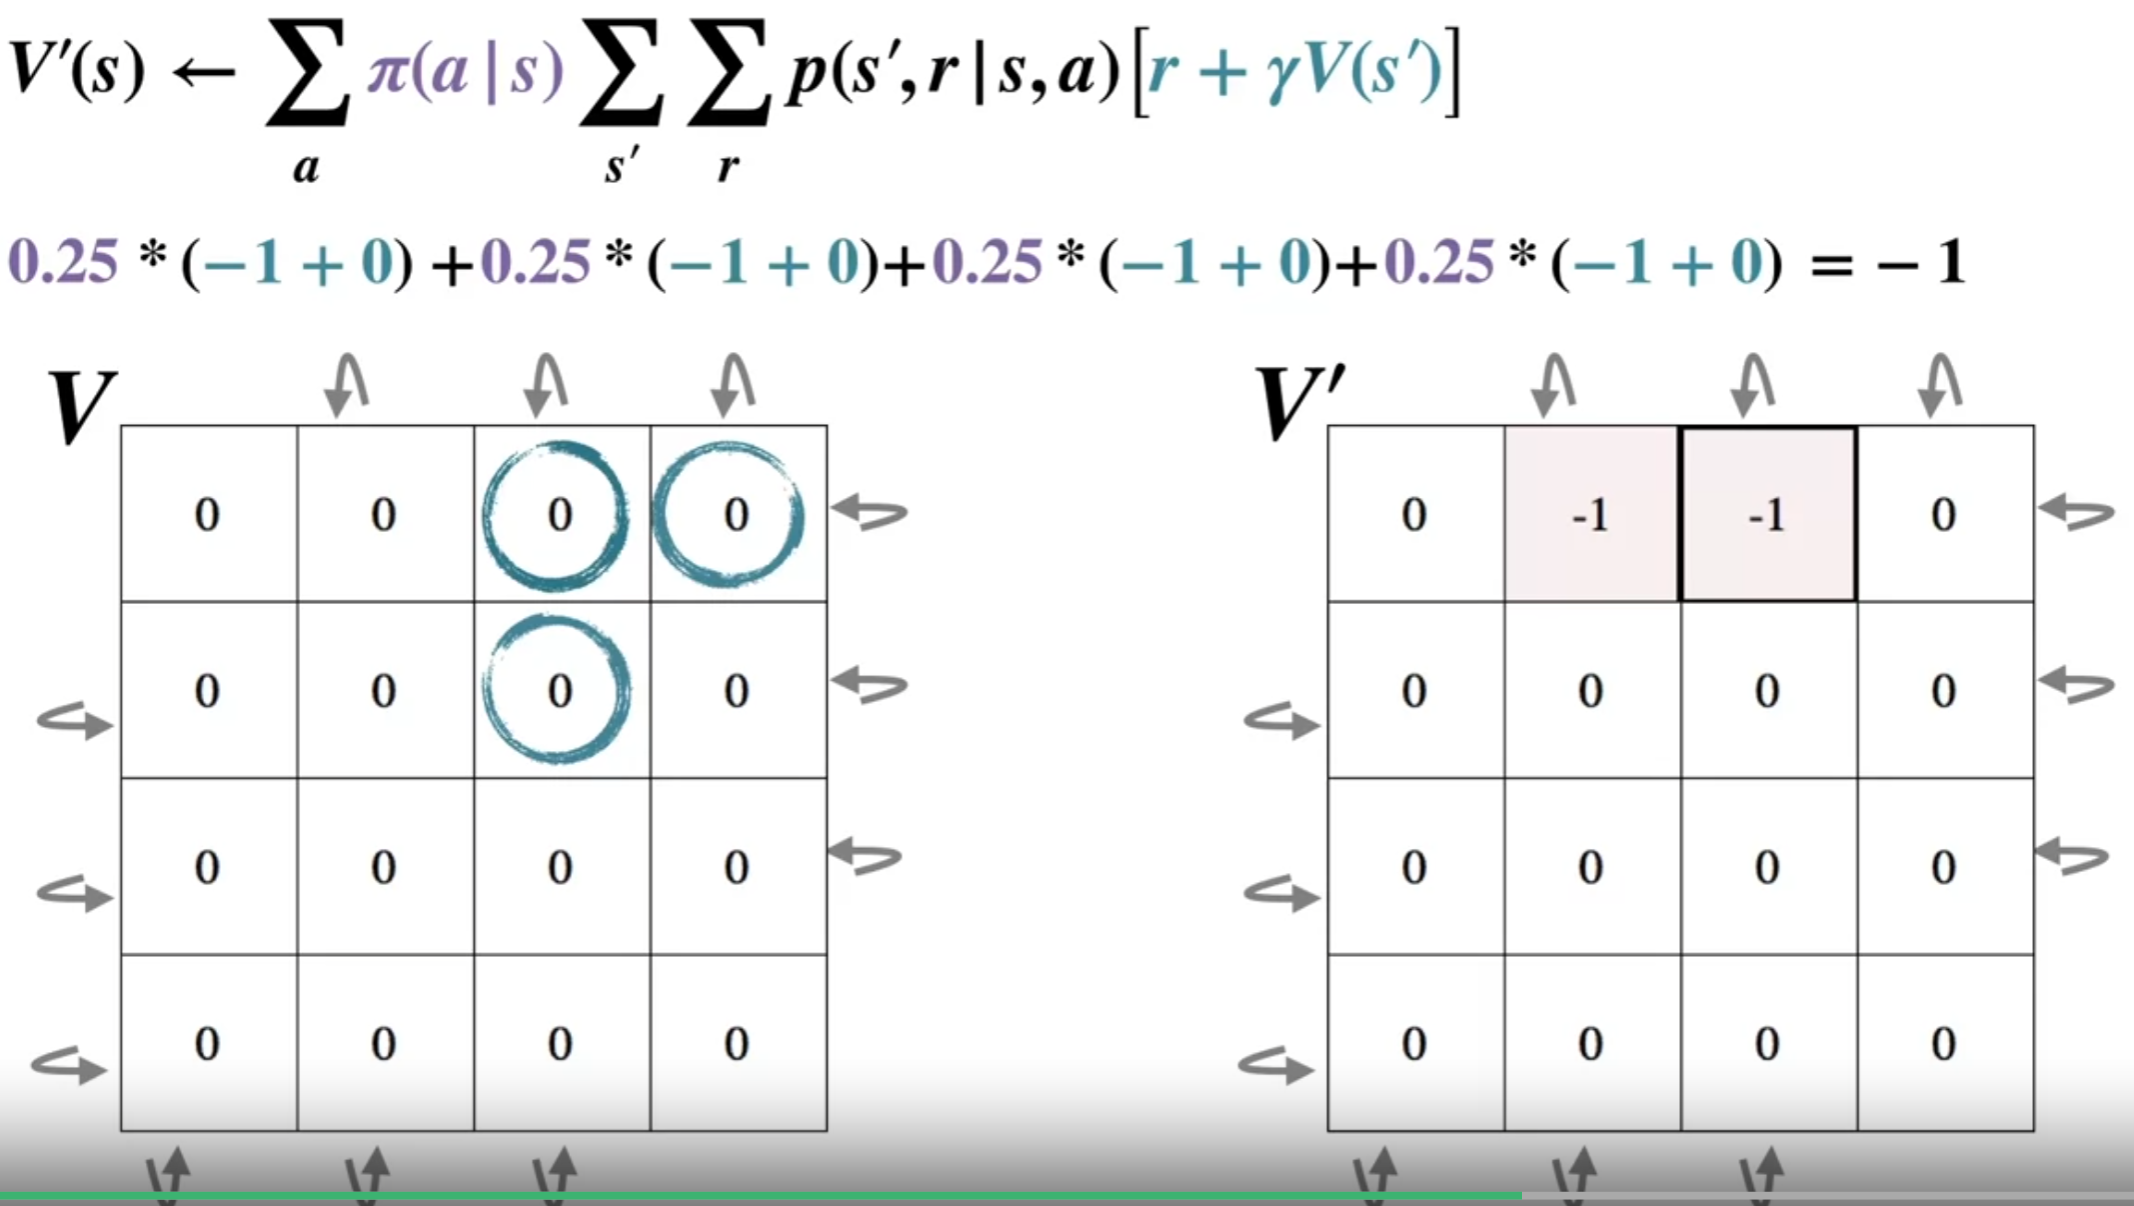 V′(s) ← ∑ π(a | s) ∑ ∑ p(s′, r | s, a) [r + γV(s′)]
a s′ r
0.25 * (−1 + 0) +0.25 * (−1 + 0)+0.25 * (−1 + 0)+0.25 * (−1 + 0) = − 1
V V′
0 0 0 0 0 -1 -1 0
0 0 0 0 0 0 0 0
0 0 0 0 0 0 0 0
0 0 0 0 0 0 0 0